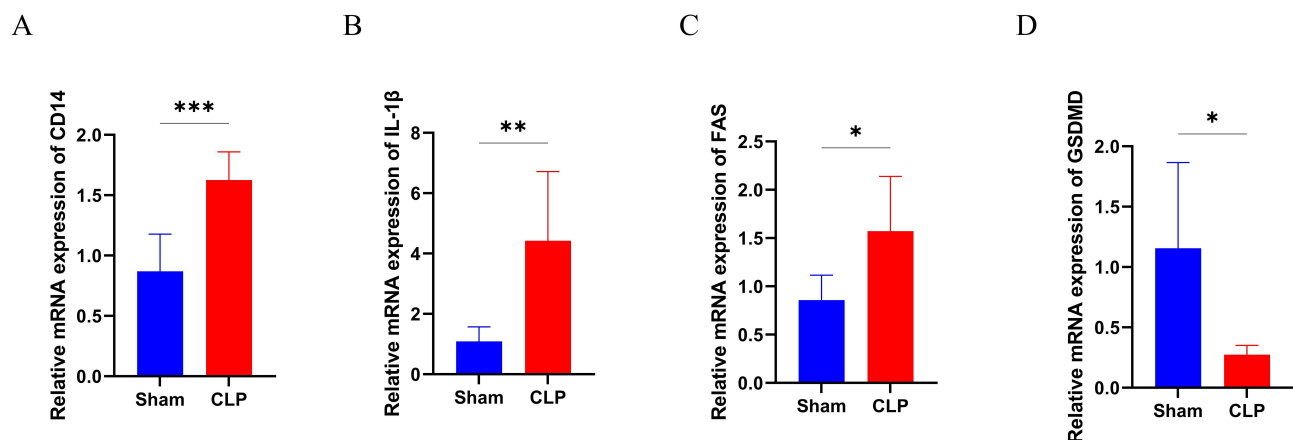 A
B
C
D
Relative mRNA expression of CD14
***
2.0
1.5
1.0
0.5
0.0
Sham CLP
Relative mRNA expression of IL-1β
**
8
6
4
2
0
Sham CLP
Relative mRNA expression of FAS
*
2.5
2.0
1.5
1.0
0.5
0.0
Sham CLP
Relative mRNA expression of GSDMD
*
2.0
1.5
1.0
0.5
0.0
Sham CLP